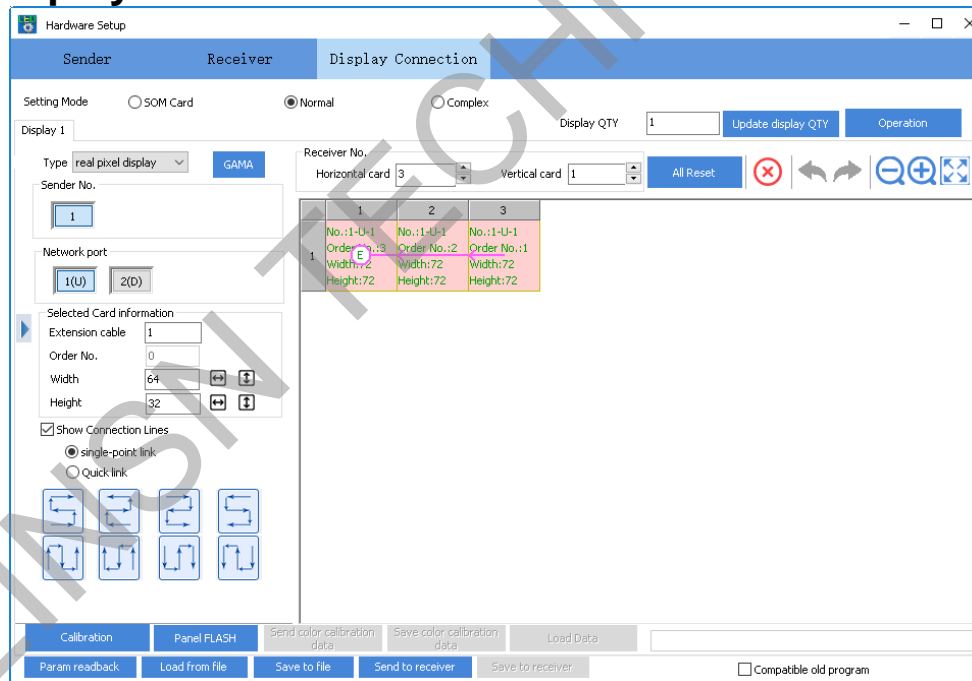 Hardware Setup
Sender Receiver Display Connection
Setting Mode SOM Card Normal Complex
Display QTY 1 Update display QTY Operation
Display 1
Type real pixel display GAMA
Receiver No.
Horizontal card 3 Vertical card 1 All Reset
Sender No.
1
1 2 3
No.:1-U-1 No.:1-U-1 No.:1-U-1
Order No.:3 Order No.:2 Order No.:1
E
1
Width:72 Width:72 Width:72
Height:72 Height:72 Height:72
Network port
1(U) 2(D)
Selected Card information
Extension cable 1
Order No. 0
Width 64
Height 32
Show Connection Lines
single-point link
Quick link
Calibration Panel FLASH Send color calibration data Save color calibration data Load Data
Param readback Load from file Save to file Send to receiver Save to receiver Compatible old program
LINSN TECH